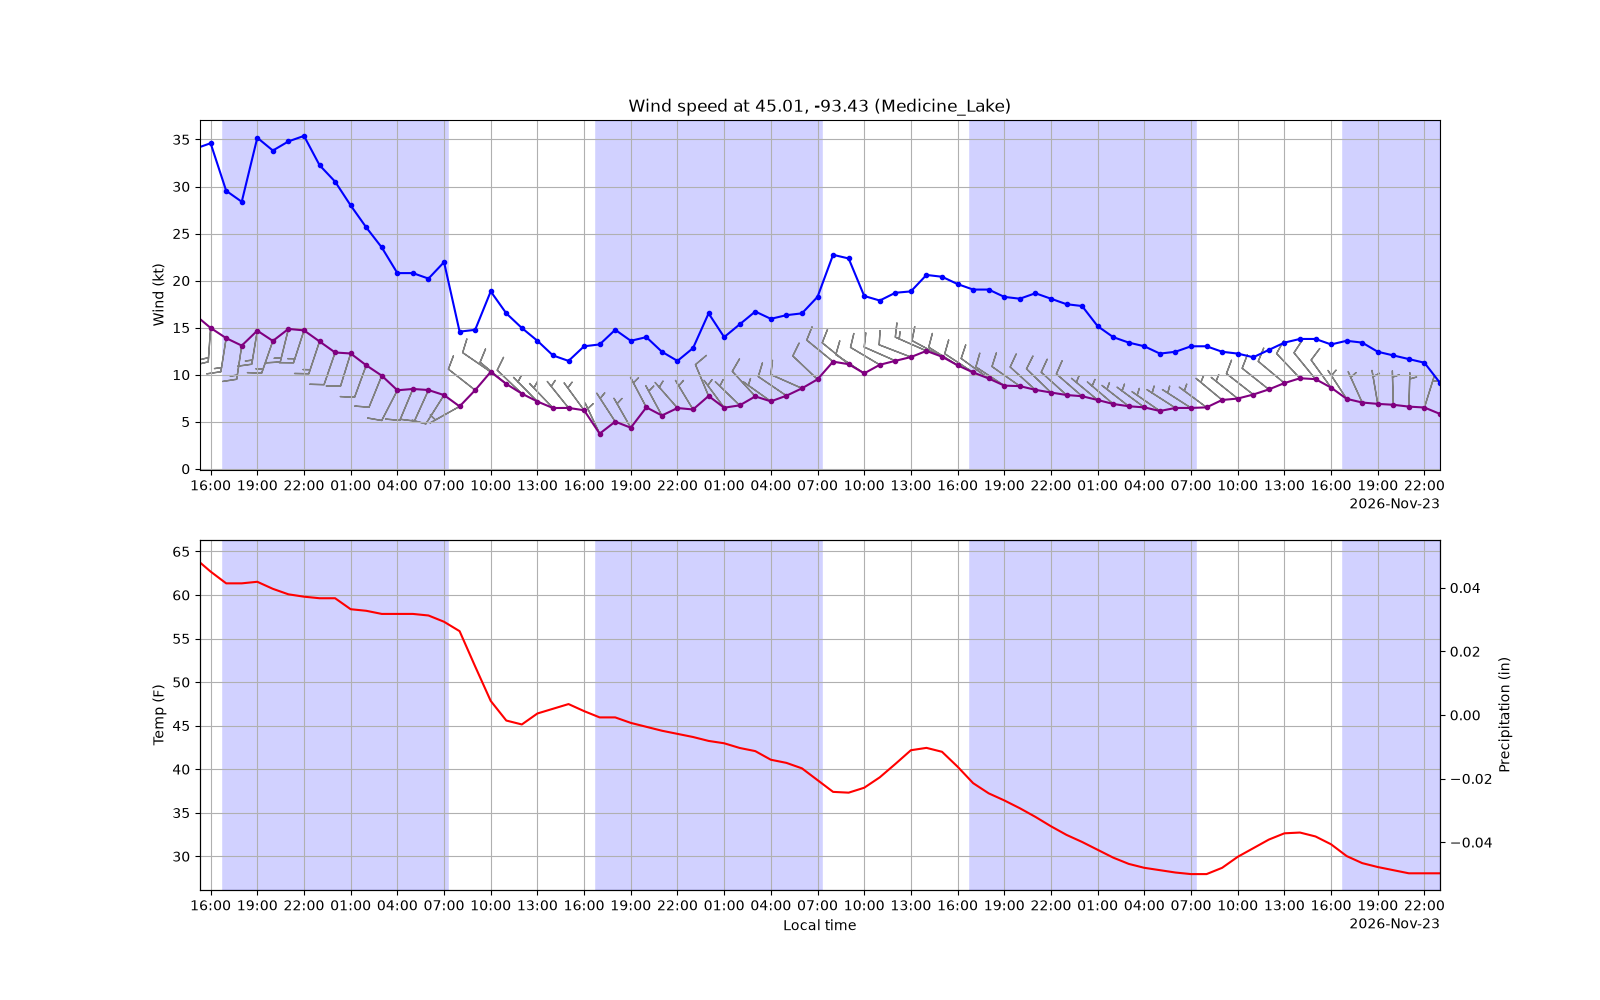 Wind speed at 45.01, -93.43 (Medicine_Lake)
Wind (kt)
35
30
25
20
15
10
5
0
16:00 19:00 22:00 01:00 04:00 07:00 10:00 13:00 16:00 19:00 22:00 01:00 04:00 07:00 10:00 13:00 16:00 19:00 22:00 01:00 04:00 07:00 10:00 13:00 16:00 19:00 22:00
2026-Nov-23
Temp (F)
65
60
55
50
45
40
35
30
0.04
0.02
0.00
−0.02
−0.04
Precipitation (in)
16:00 19:00 22:00 01:00 04:00 07:00 10:00 13:00 16:00 19:00 22:00 01:00 04:00 07:00 10:00 13:00 16:00 19:00 22:00 01:00 04:00 07:00 10:00 13:00 16:00 19:00 22:00
Local time
2026-Nov-23